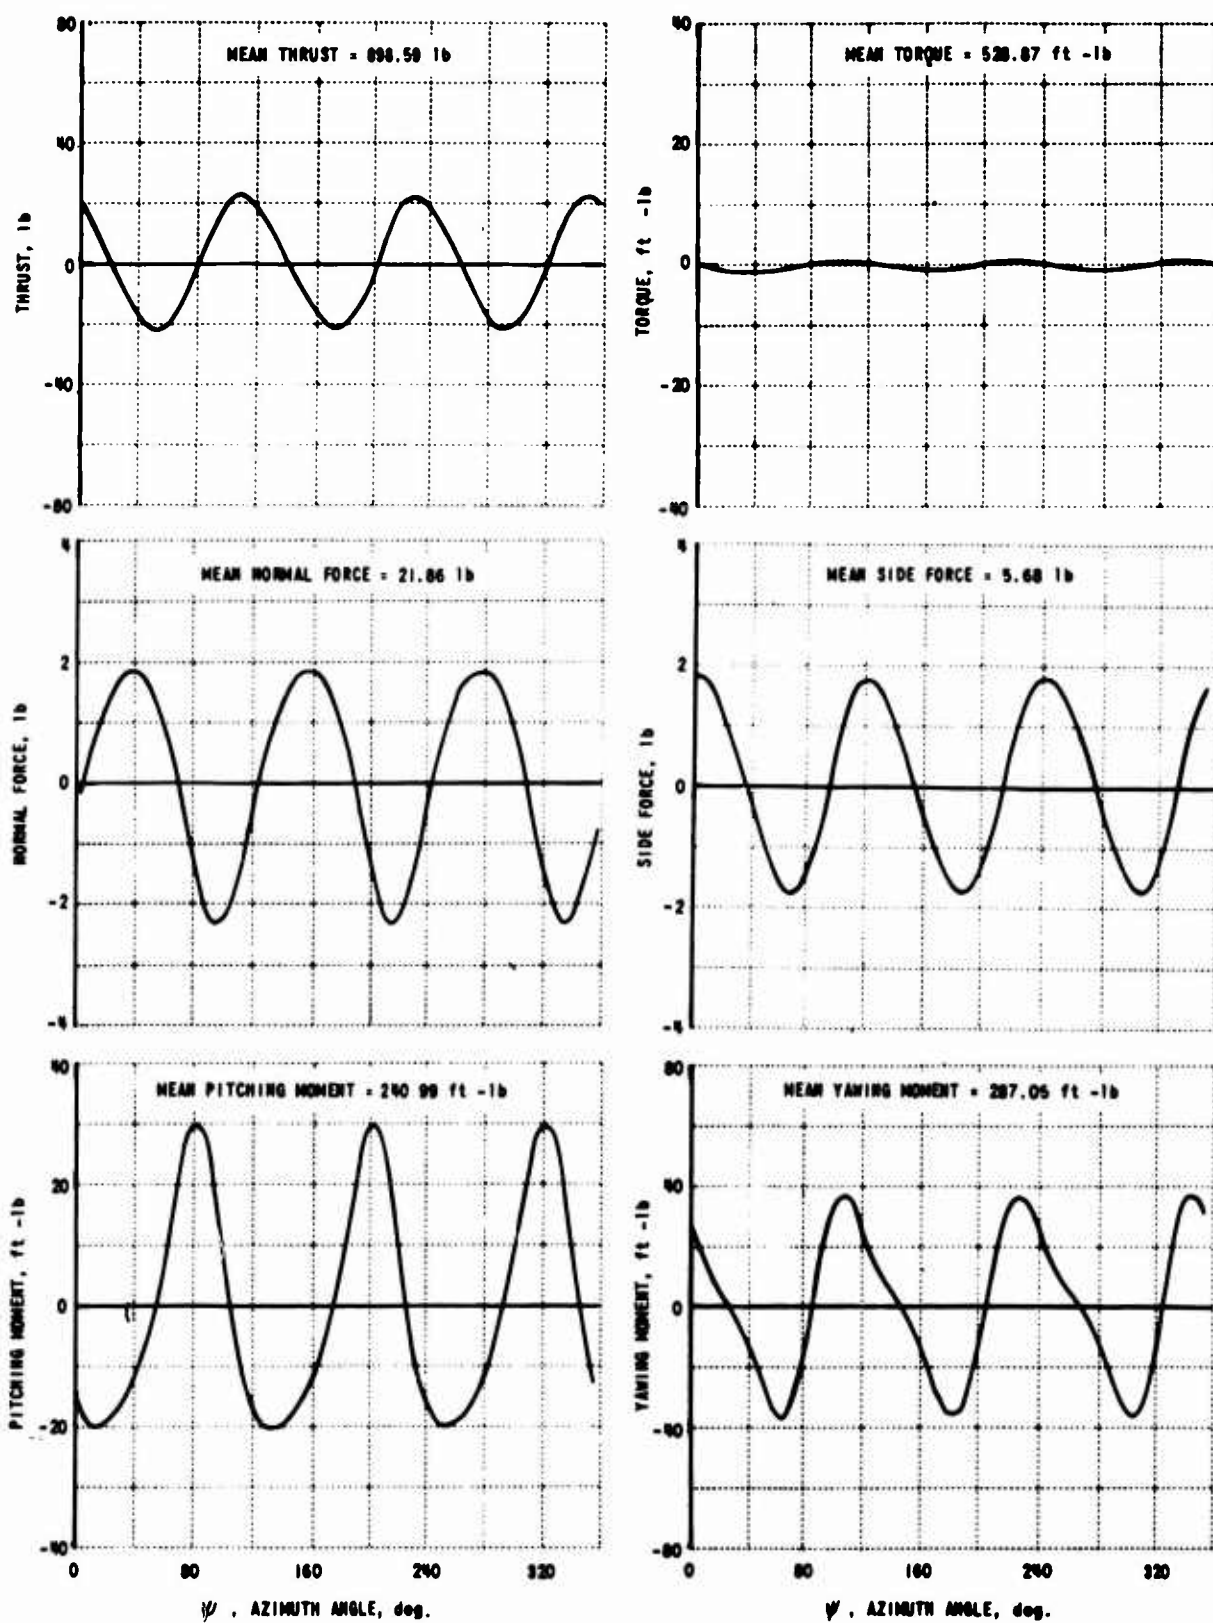 80
MEAN THRUST = 898.59 lb
40
THRUST, lb
0
-40
-80
40
MEAN TORQUE = 528.87 ft -lb
20
TORQUE, ft -lb
0
-20
-40
4
MEAN NORMAL FORCE = 21.86 lb
2
NORMAL FORCE, lb
0
-2
-4
4
MEAN SIDE FORCE = 5.68 lb
2
SIDE FORCE, lb
0
-2
-4
40
MEAN PITCHING MOMENT = 240.99 ft -lb
20
PITCHING MOMENT, ft -lb
0
-20
-40
0 80 160 240 320
ψ , AZIMUTH ANGLE, deg.
80
MEAN YAWING MOMENT = 287.05 ft -lb
40
YAWING MOMENT, ft -lb
0
-40
-80
0 80 160 240 320
ψ , AZIMUTH ANGLE, deg.